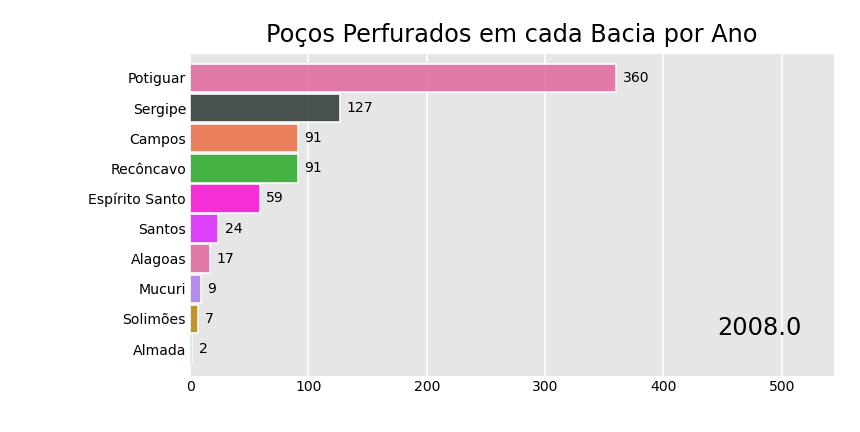 Poços Perfurados em cada Bacia por Ano
Potiguar 360
Sergipe 127
Campos 91
Recôncavo 91
Espírito Santo 59
Santos 24
Alagoas 17
Mucuri 9
Solimões 7
2008.0
Almada 2
0 100 200 300 400 500